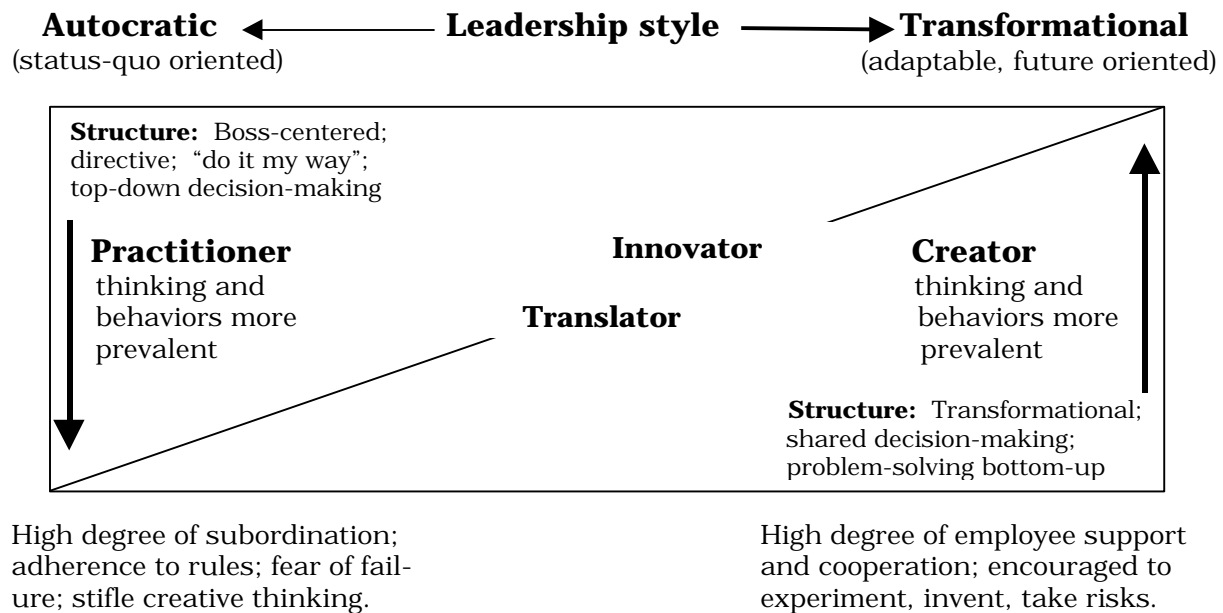 Autocratic Leadership style Transformational
(status-quo oriented) (adaptable, future oriented)
Structure: Boss-centered;
directive; “do it my way”;
top-down decision-making
Practitioner
thinking and
behaviors more
prevalent
Innovator
Translator
Creator
thinking and
behaviors more
prevalent
Structure: Transformational;
shared decision-making;
problem-solving bottom-up
High degree of subordination;
adherence to rules; fear of fail-
ure; stifle creative thinking.
High degree of employee support
and cooperation; encouraged to
experiment, invent, take risks.